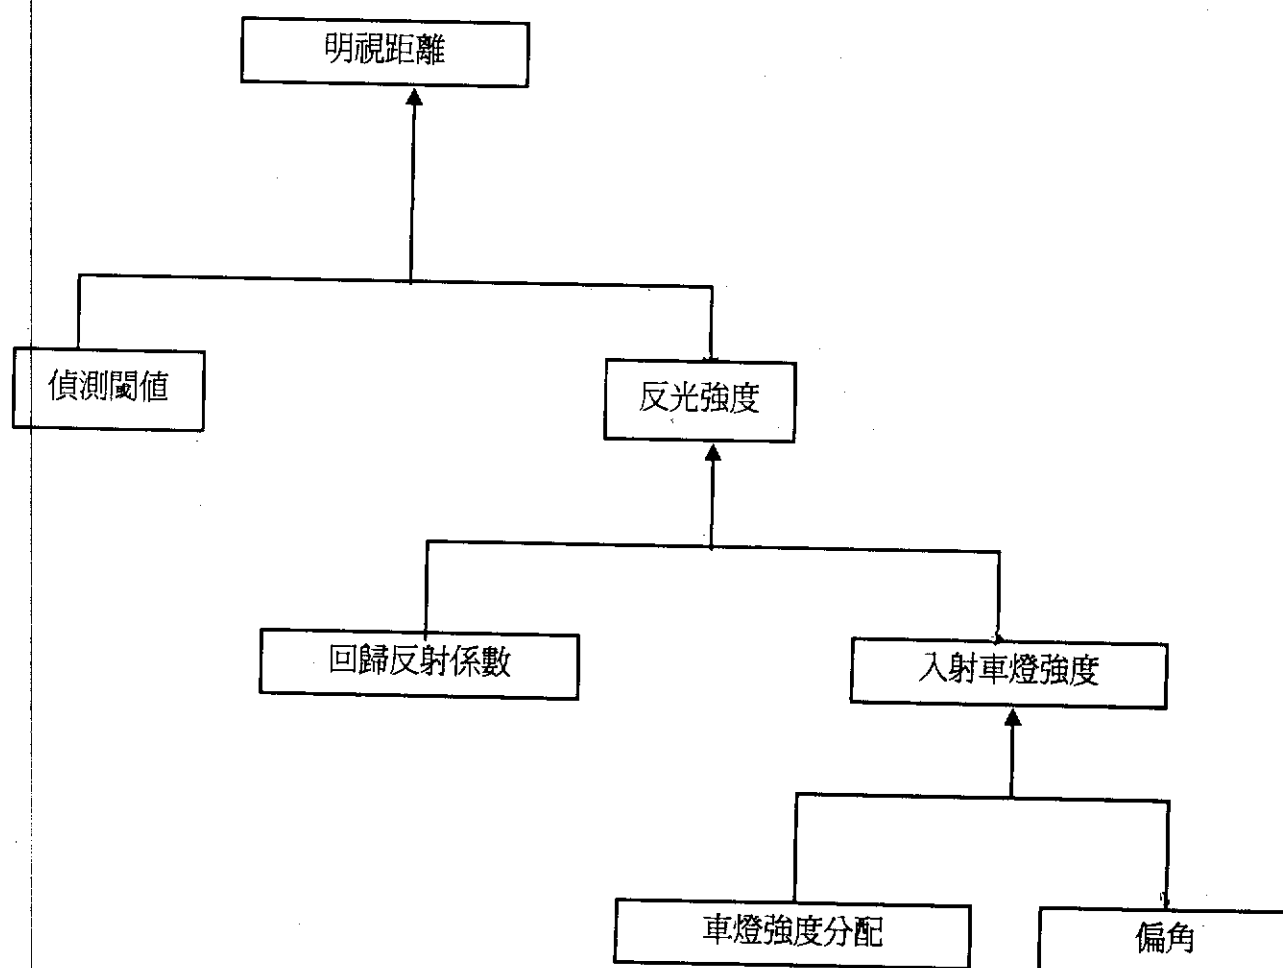 明視距離
偵測閾值
反光強度
回歸反射係數
入射車燈強度
車燈強度分配
偏角